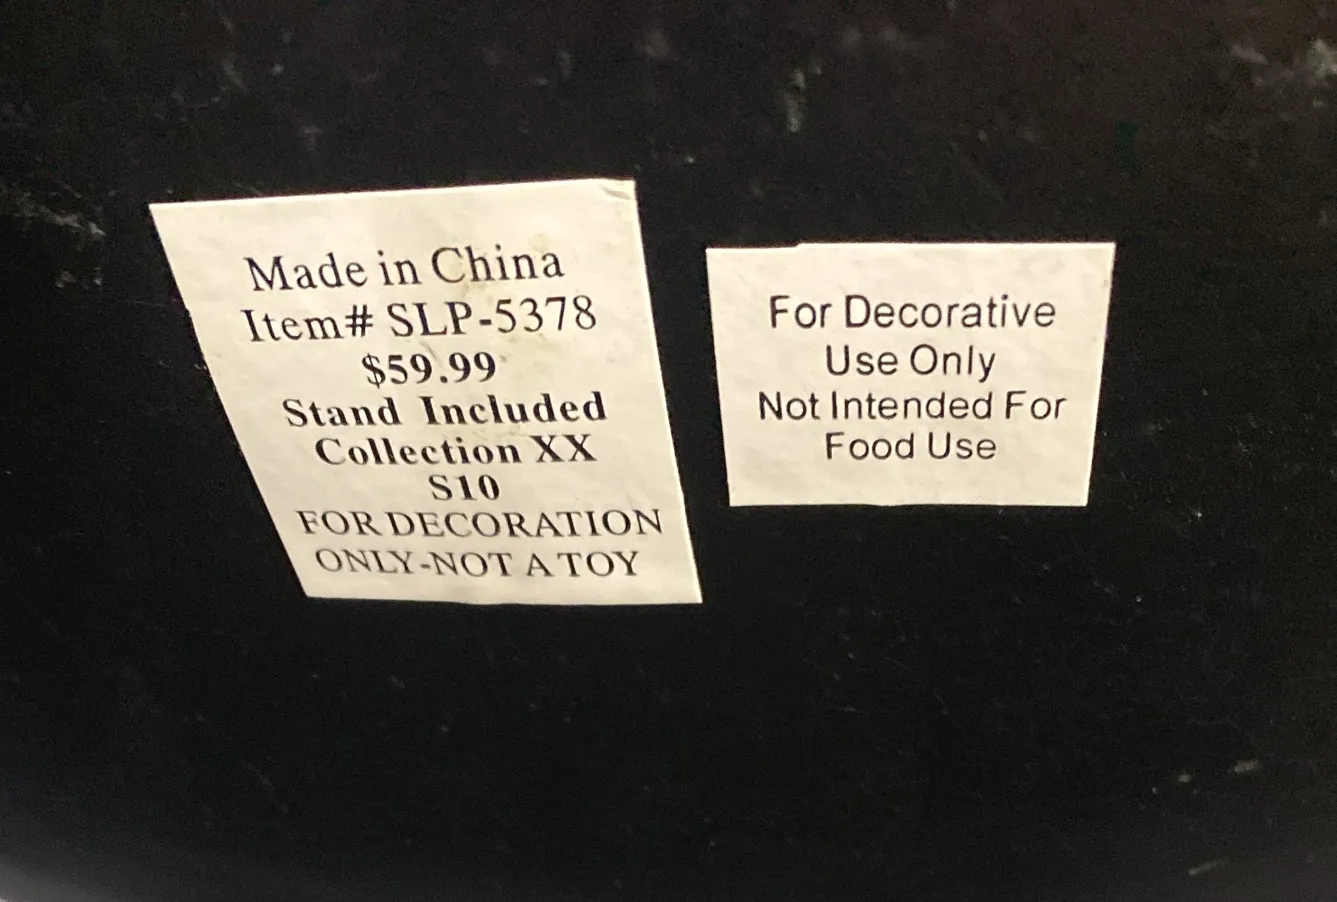 Made in China
Item# SLP-5378
$59.99
Stand Included
Collection XX
S10
FOR DECORATION
ONLY-NOT A TOY
For Decorative
Use Only
Not Intended For
Food Use